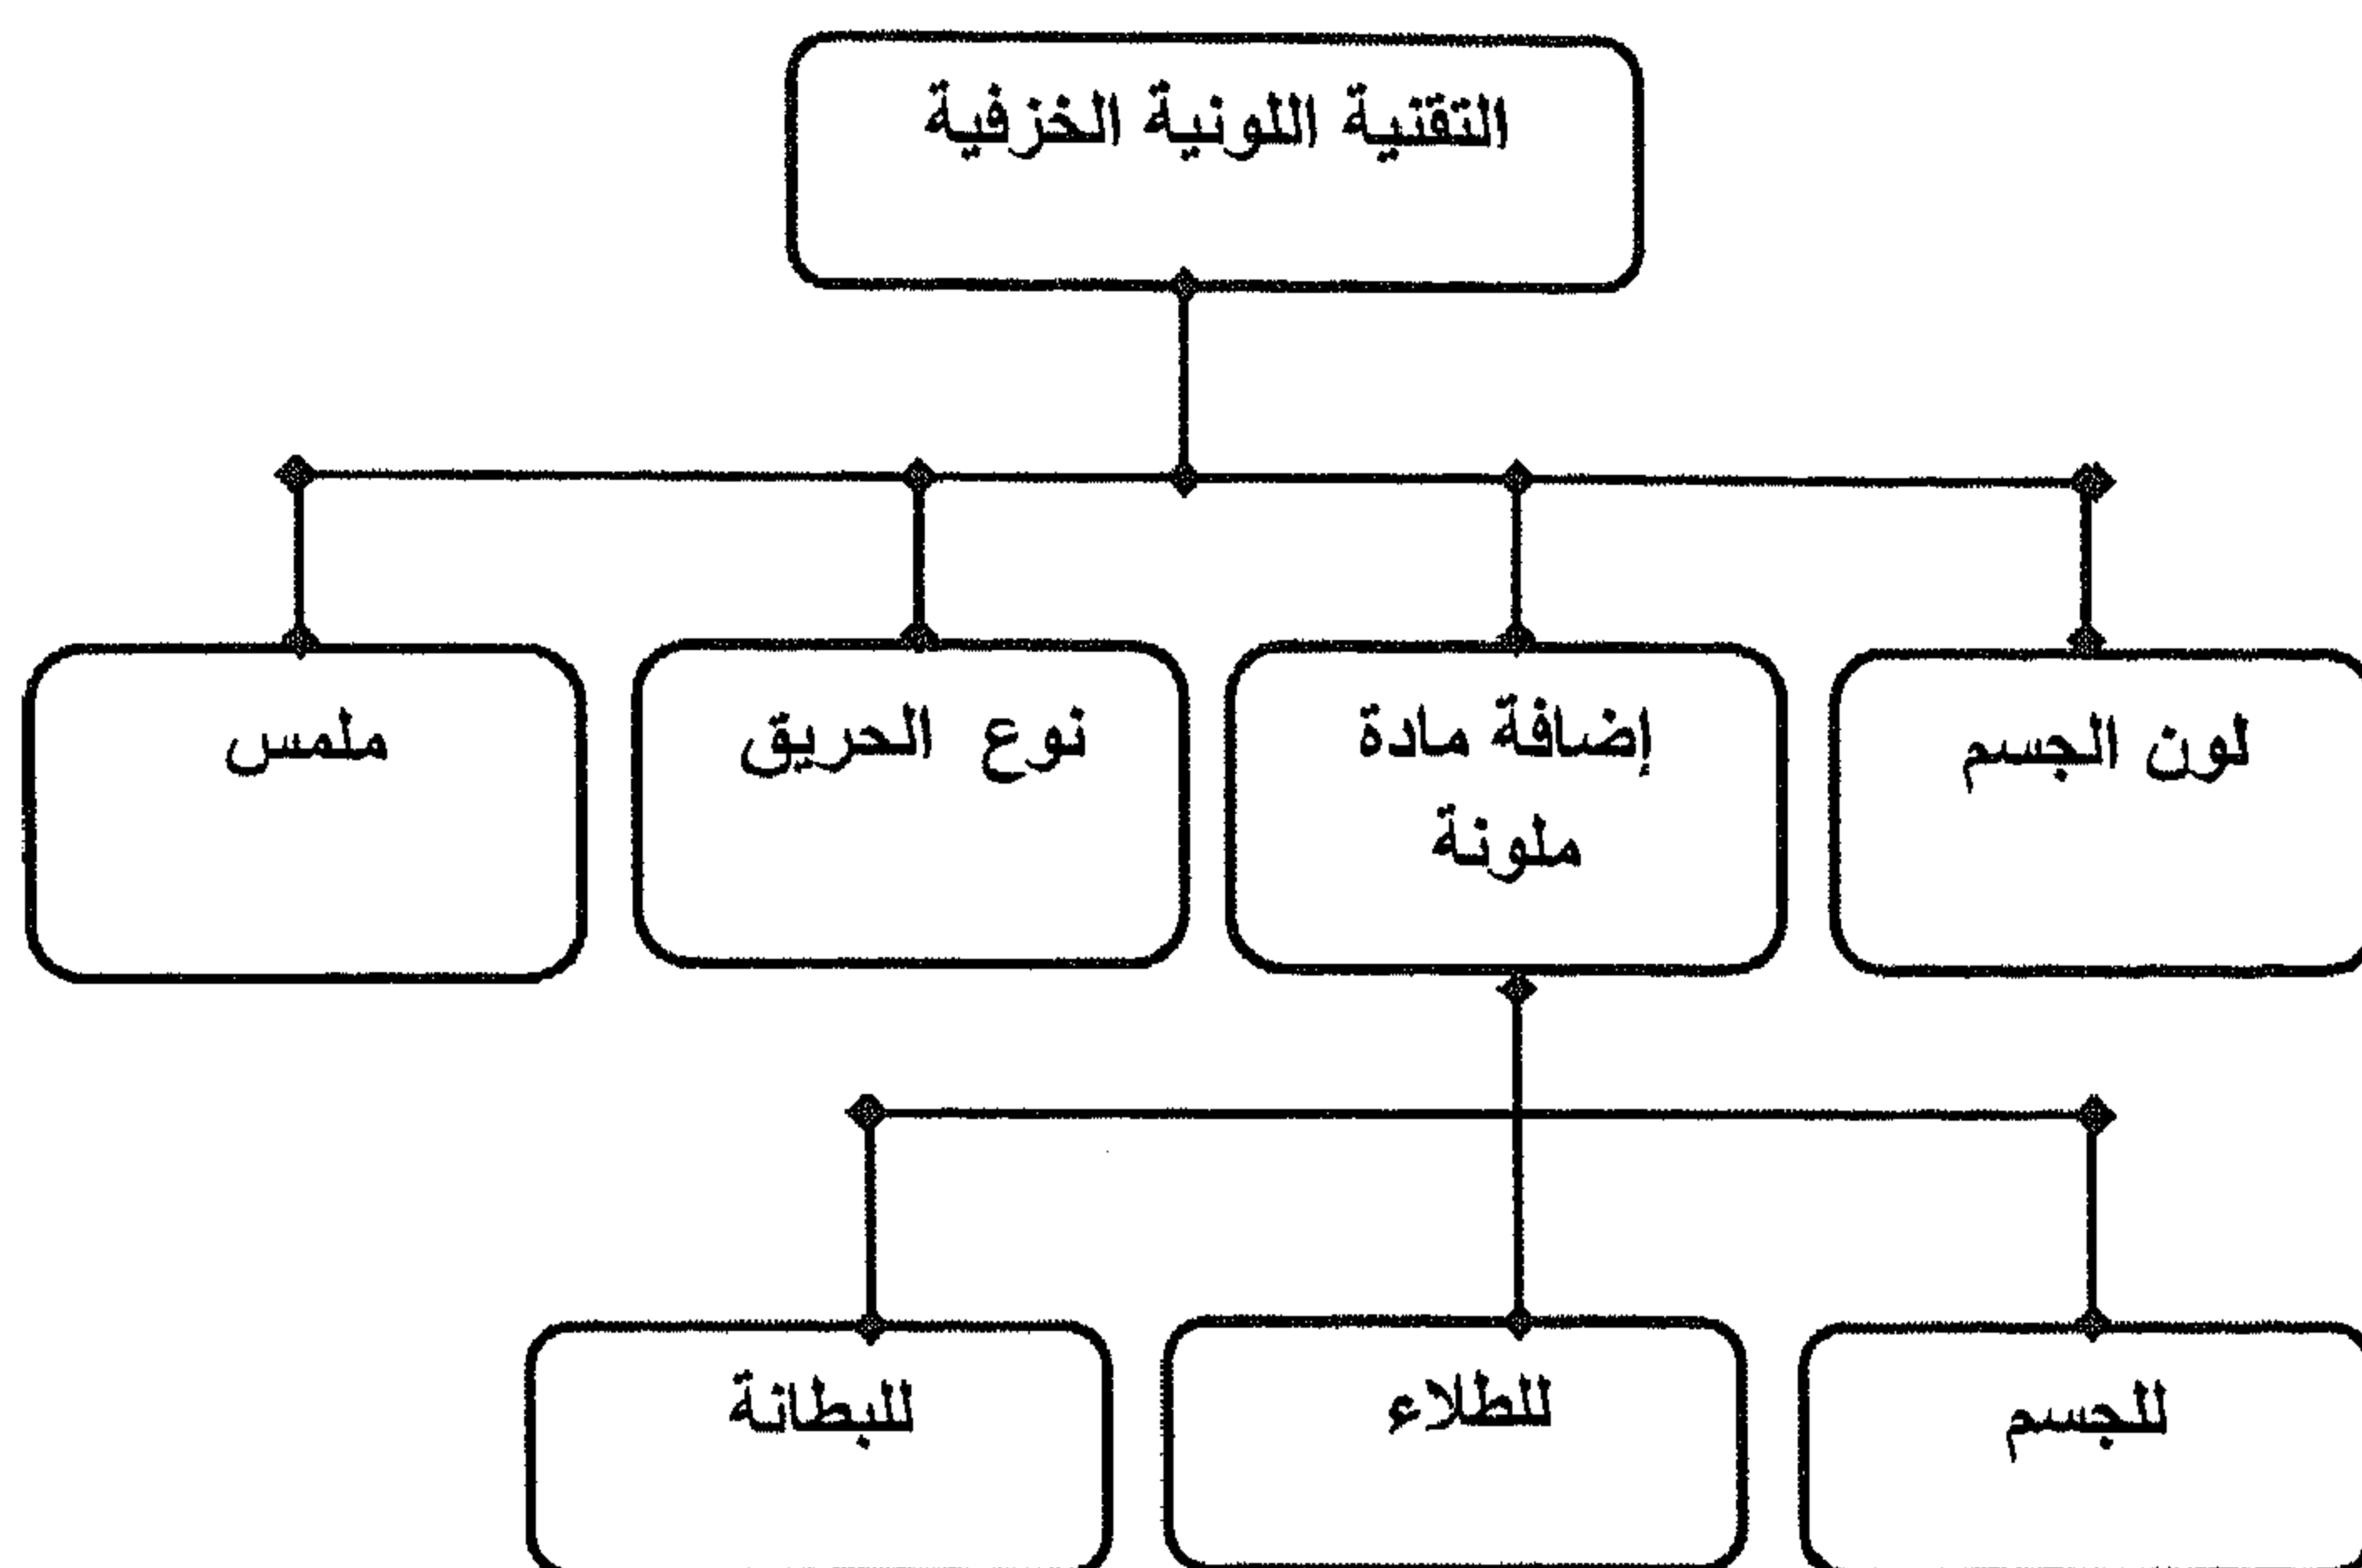 التقنية اللونية الخزفية
لون الجسم
إضافة مادة
ملونة
نوع الحريق
ملمس
للجسم
للطلاء
للبطانة